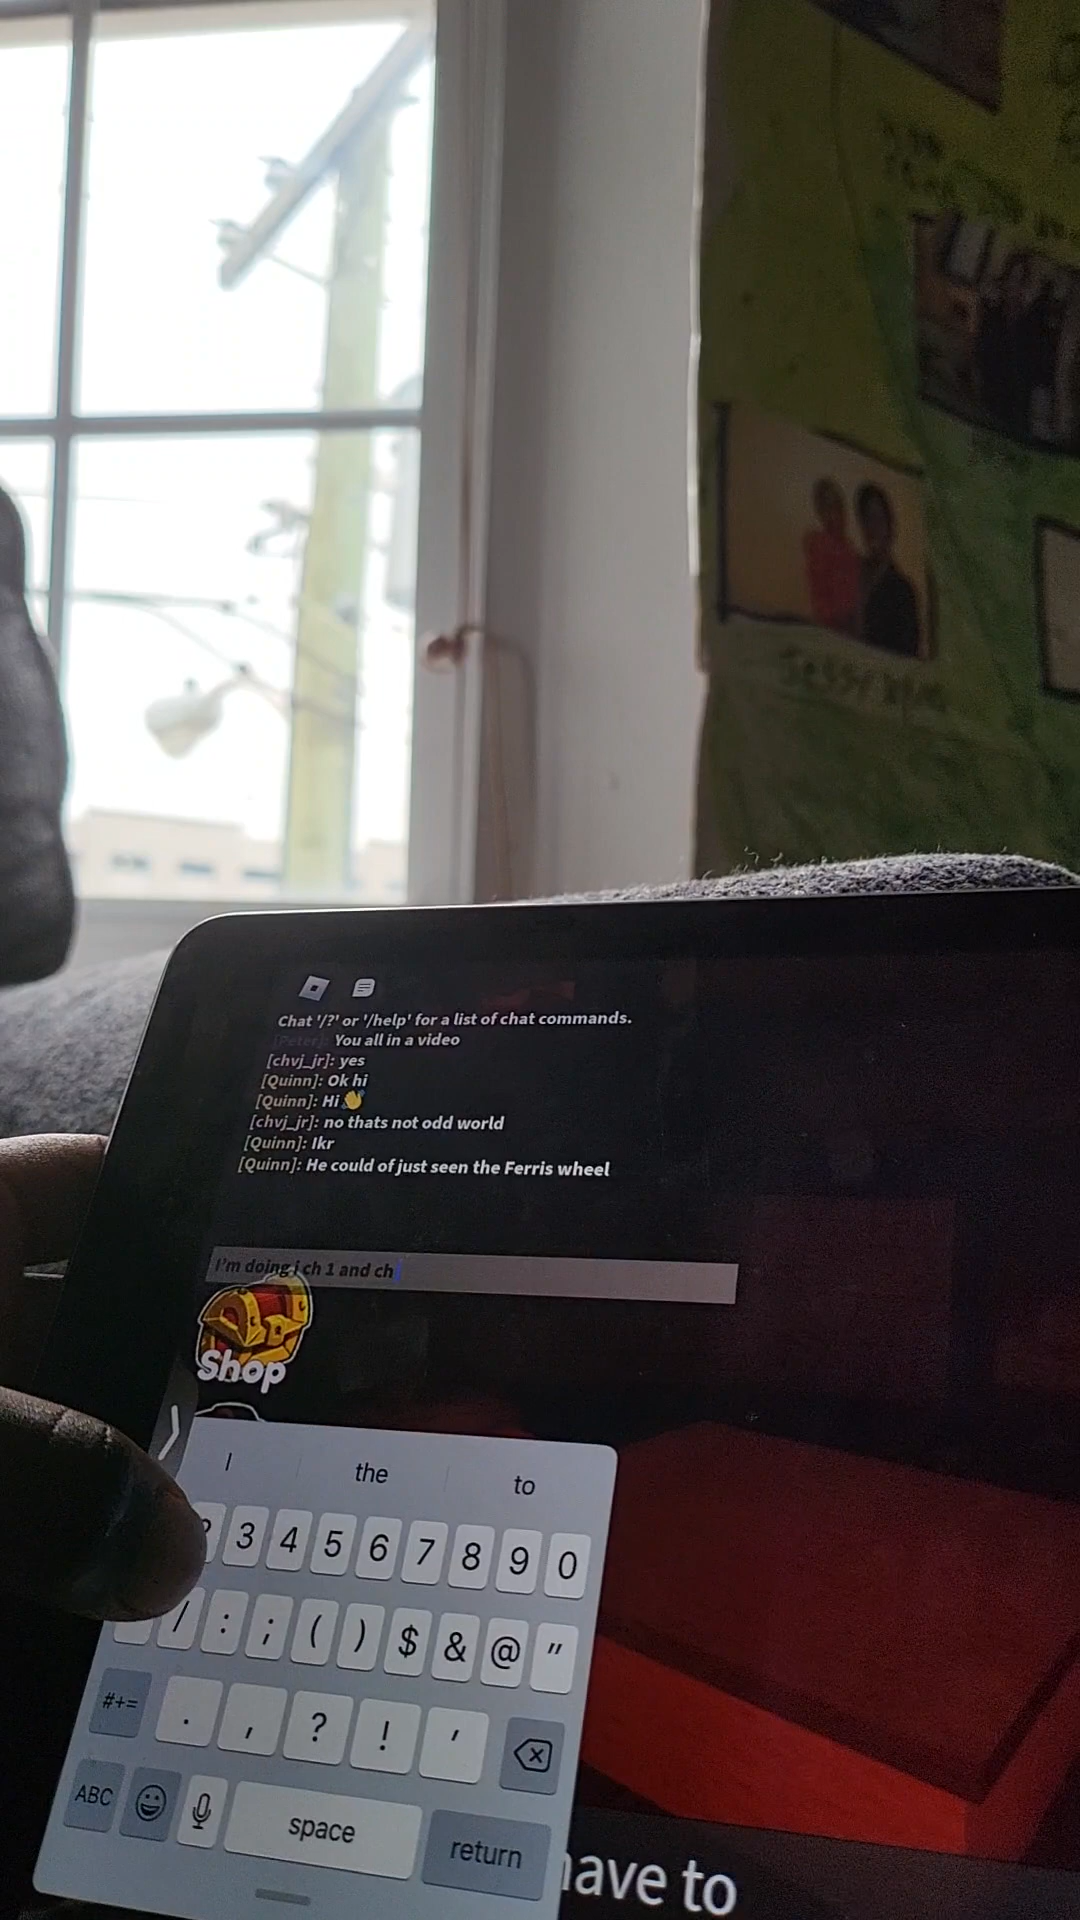 Chat '/?' or '/help' for a list of chat commands.
[Peter]: You all in a video
[chvj_jr]: yes
[Quinn]: Ok hi
[Quinn]: Hi 👋
[chvj_jr]: no thats not odd world
[Quinn]: Ikr
[Quinn]: He could of just seen the Ferris wheel
I'm doing i ch 1 and ch
Shop
I the to
3 4 5 6 7 8 9 0
/ : ; ( ) $ & @ "
#+= . , ? ! '
ABC space return
have to